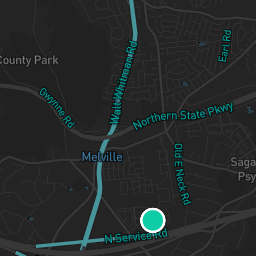 Earl Rd
County Park
Walt Whitman Rd
Gwynne Rd
Northern State Pkwy
Old E Neck Rd
Melville
Saga
Psy
N Service Rd